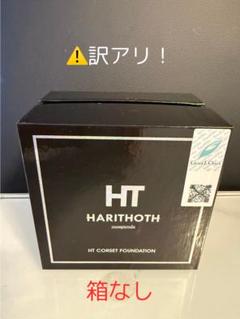 ⚠️訳アリ！
HT
HARITHOTH
HT CORSET FOUNDATION
箱なし